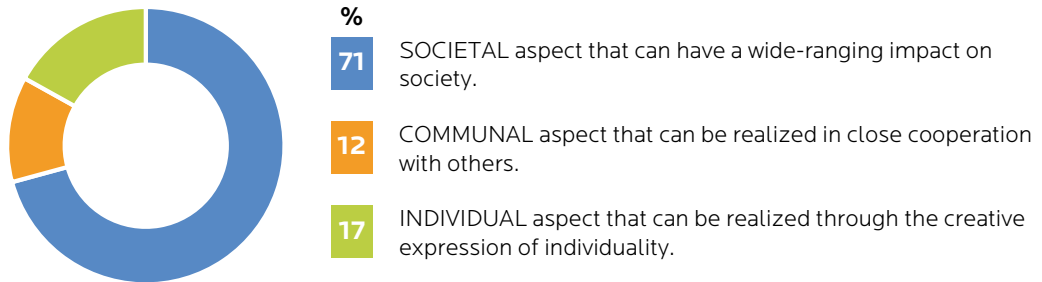 %
71
SOCIETAL aspect that can have a wide-ranging impact on
society.
12
COMMUNAL aspect that can be realized in close cooperation
with others.
17
INDIVIDUAL aspect that can be realized through the creative
expression of individuality.